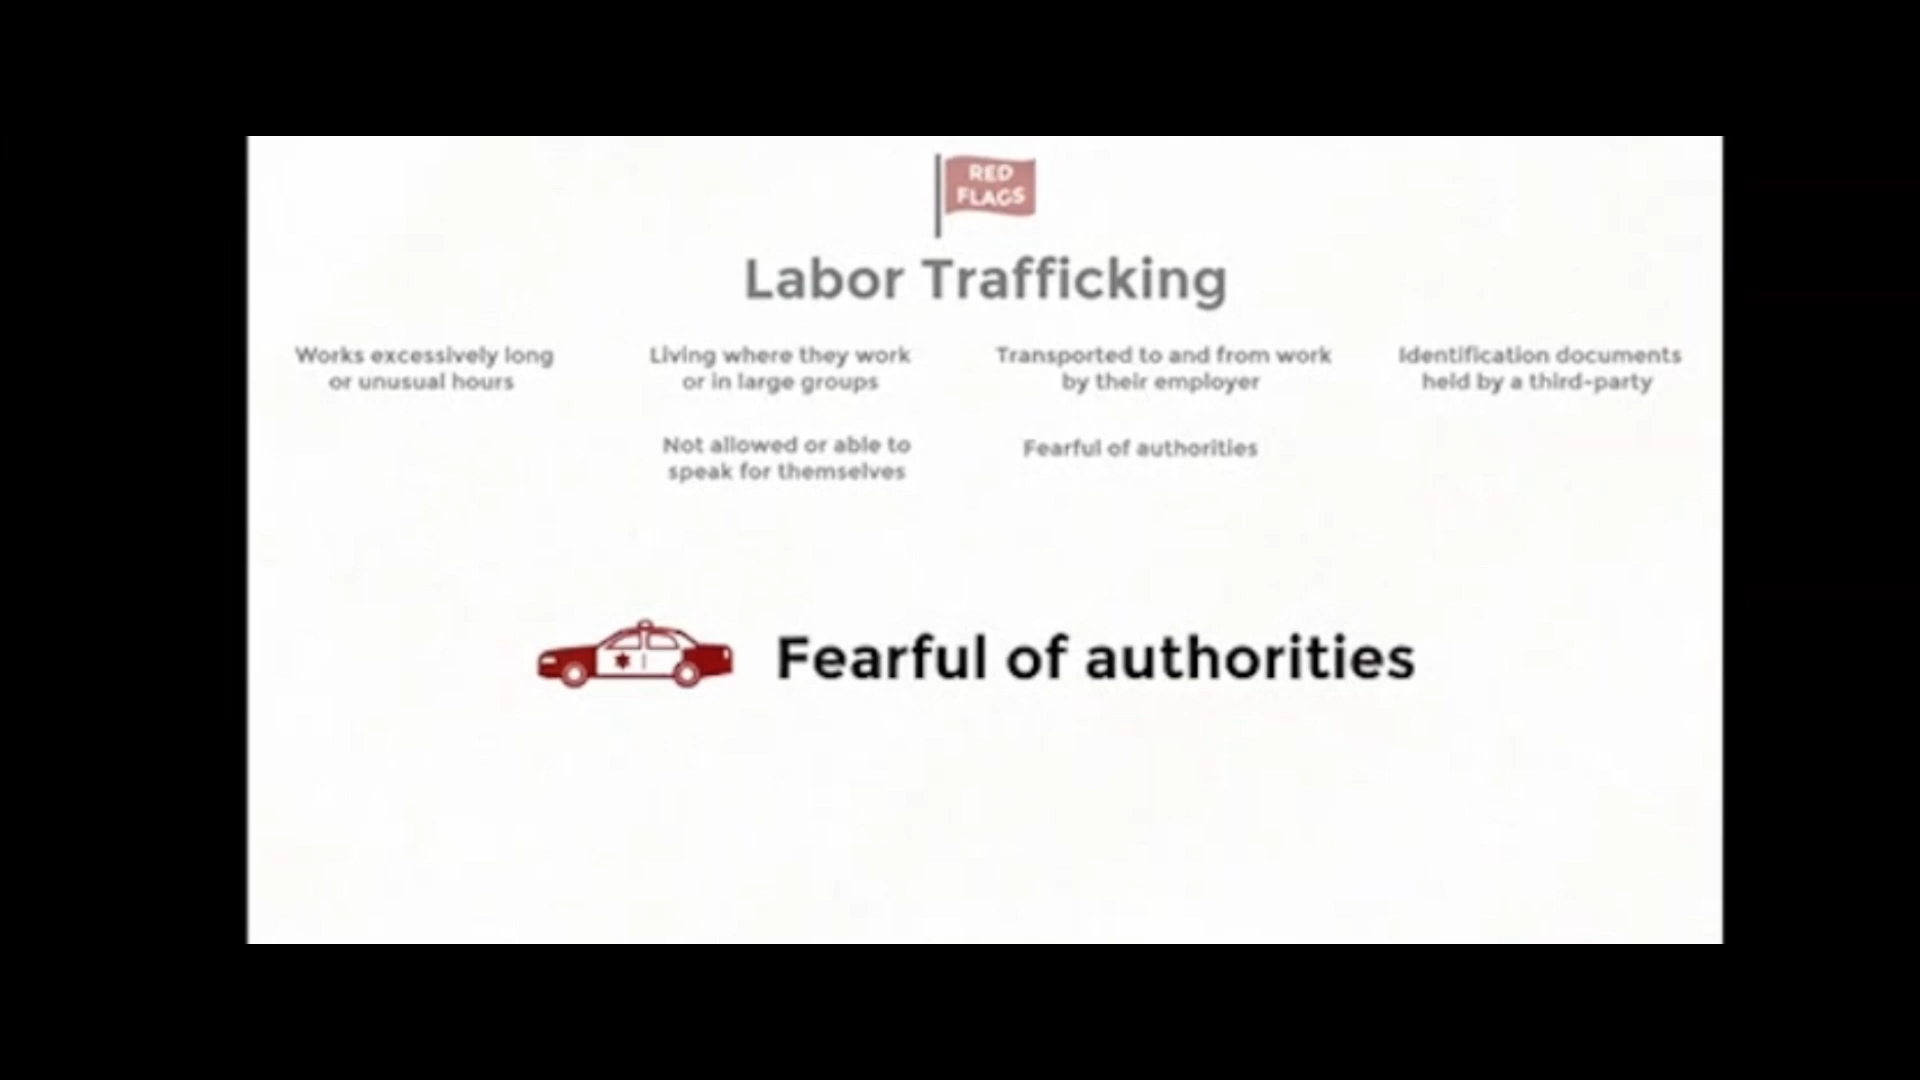 RED
FLAGS
Labor Trafficking
Works excessively long
or unusual hours
Living where they work
or in large groups
Transported to and from work
by their employer
Identification documents
held by a third-party
Not allowed or able to
speak for themselves
Fearful of authorities
Fearful of authorities